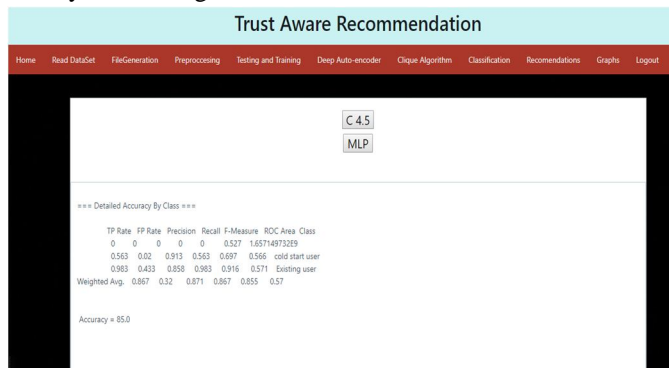 Trust Aware Recommendation
Home Read DataSet FileGeneration Preproccesing Testing and Training Deep Auto-encoder Clique Algorithm Classification Recomendations Graphs Logout
C 4.5
MLP
=== Detailed Accuracy By Class ===
TP Rate FP Rate Precision Recall F-Measure ROC Area Class
0 0 0 0 0.527 1.657149732E9
0.563 0.02 0.913 0.563 0.697 0.566 cold start user
0.983 0.433 0.858 0.983 0.916 0.571 Existing user
Weighted Avg. 0.867 0.32 0.871 0.867 0.855 0.57
Accuracy = 85.0